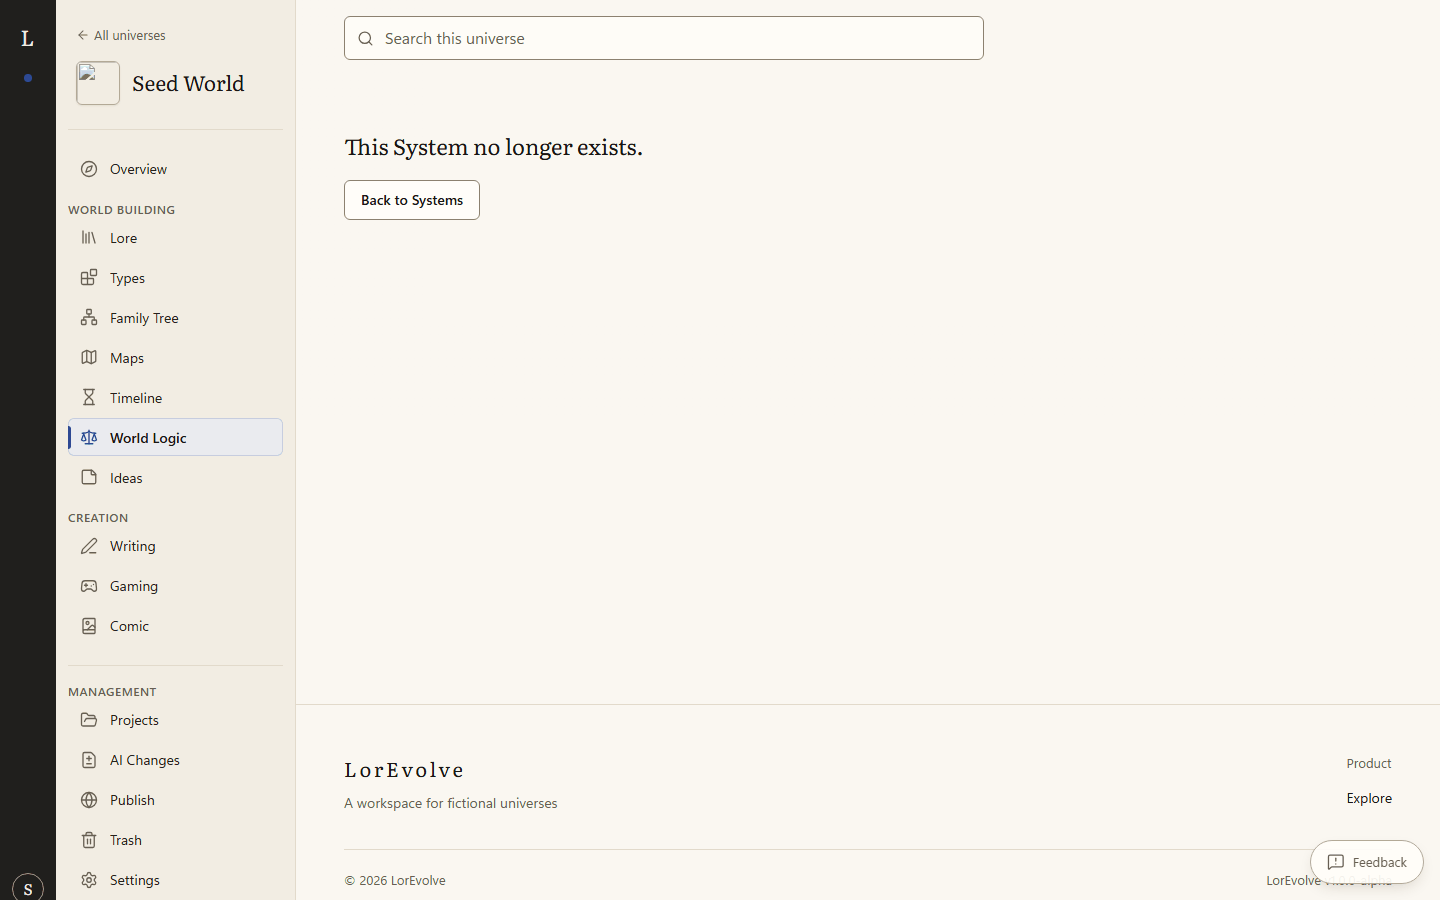 L
← All universes
Seed World
Overview
WORLD BUILDING
Lore
Types
Family Tree
Maps
Timeline
World Logic
Ideas
CREATION
Writing
Gaming
Comic
MANAGEMENT
Projects
AI Changes
Publish
Trash
Settings
S
Search this universe
This System no longer exists.
Back to Systems
LorEvolve
A workspace for fictional universes
Product
Explore
© 2026 LorEvolve
LorEvolve
Feedback